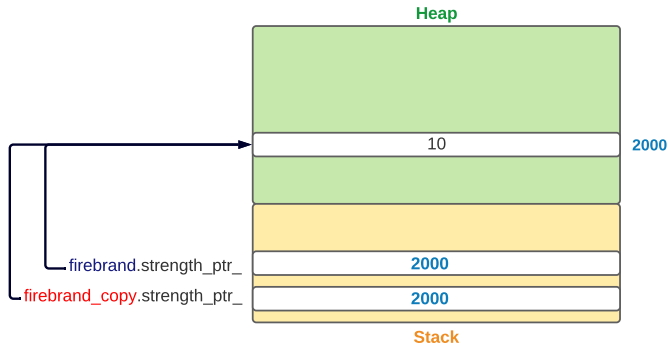 Heap
10
2000
firebrand.strength_ptr_
2000
firebrand_copy.strength_ptr_
2000
Stack